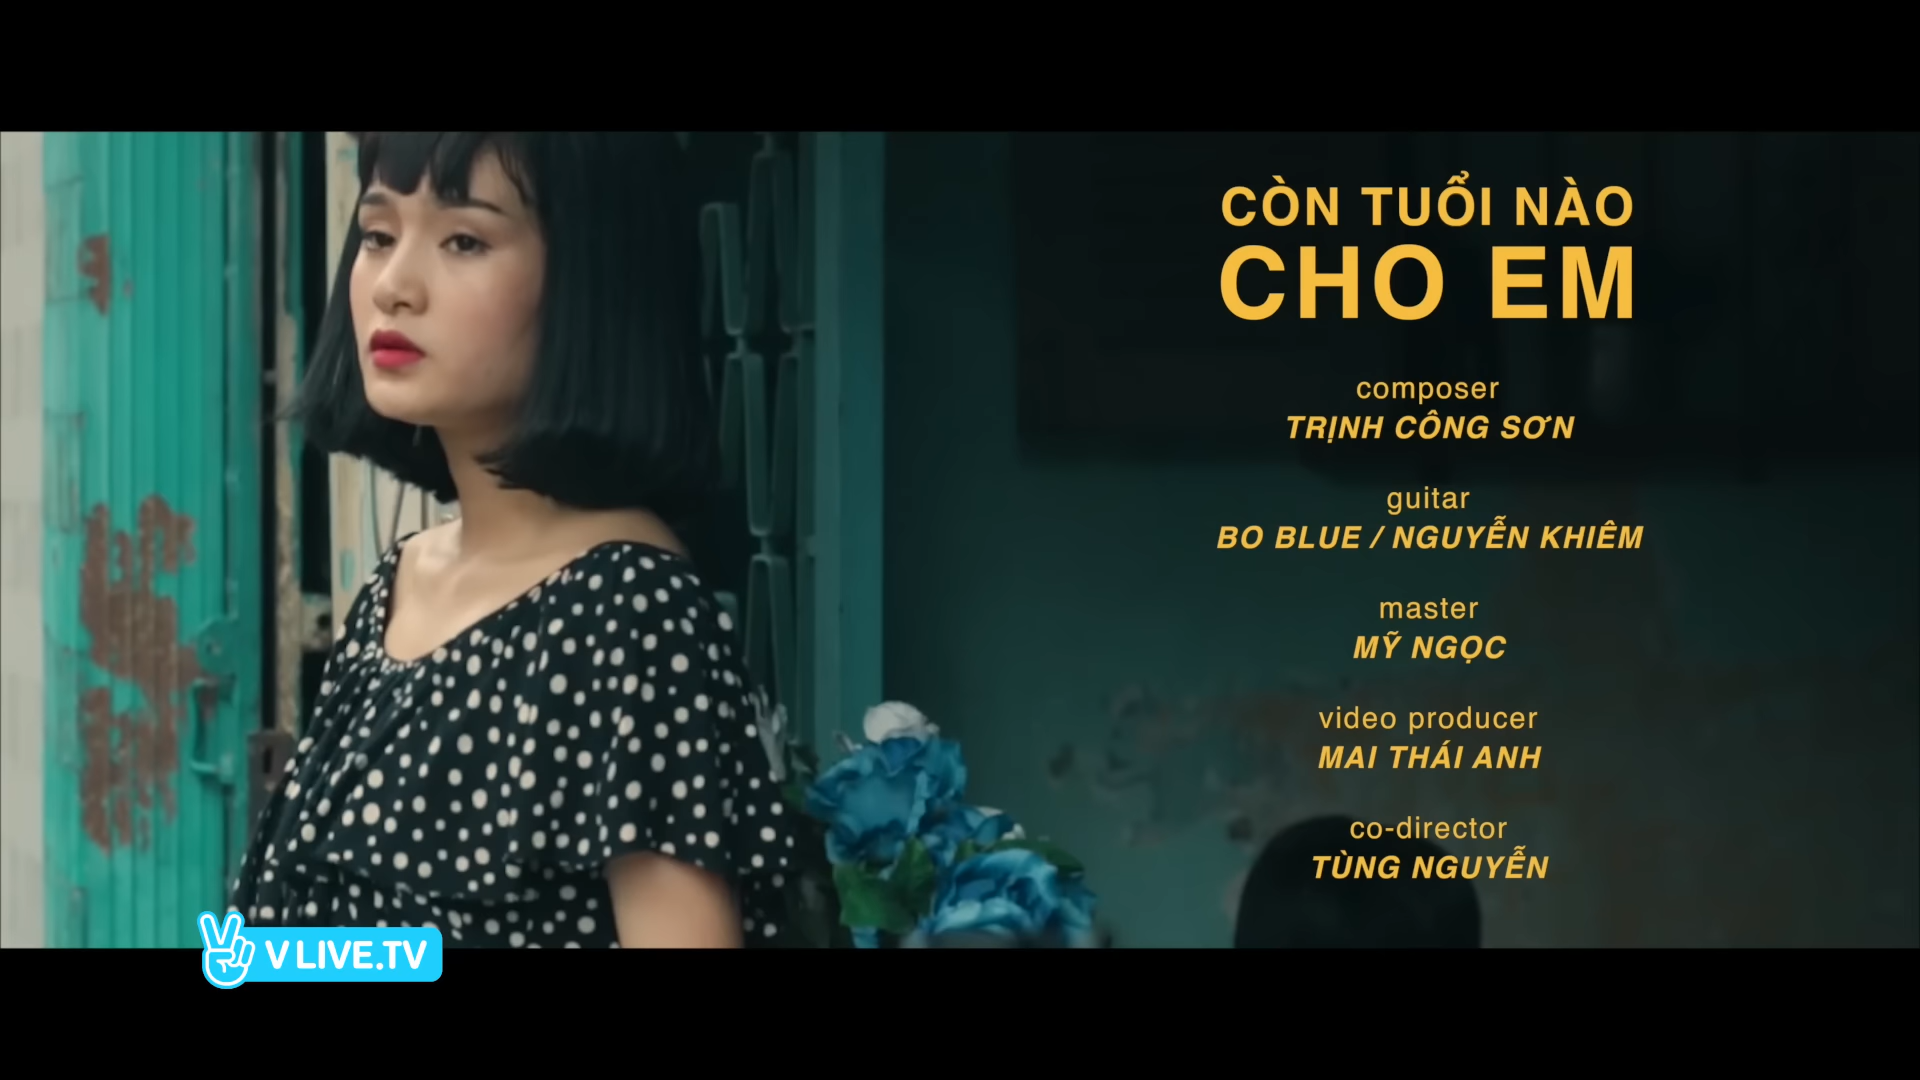 CÒN TUỔI NÀO
CHO EM
composer
TRỊNH CÔNG SƠN
guitar
BO BLUE / NGUYỄN KHIÊM
master
MỸ NGỌC
video producer
MAI THÁI ANH
co-director
TÙNG NGUYỄN
V LIVE.TV